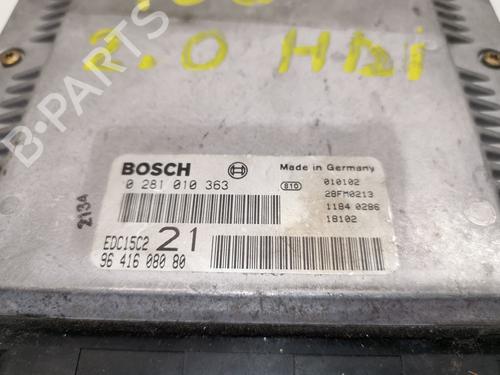 2.0 HDi
BOSCH
Made in Germany
0 281 010 363
S10
010102
28FM0213
1184 0286
18102
2134
EDC15C2 21
96 416 080 80
B-Parts